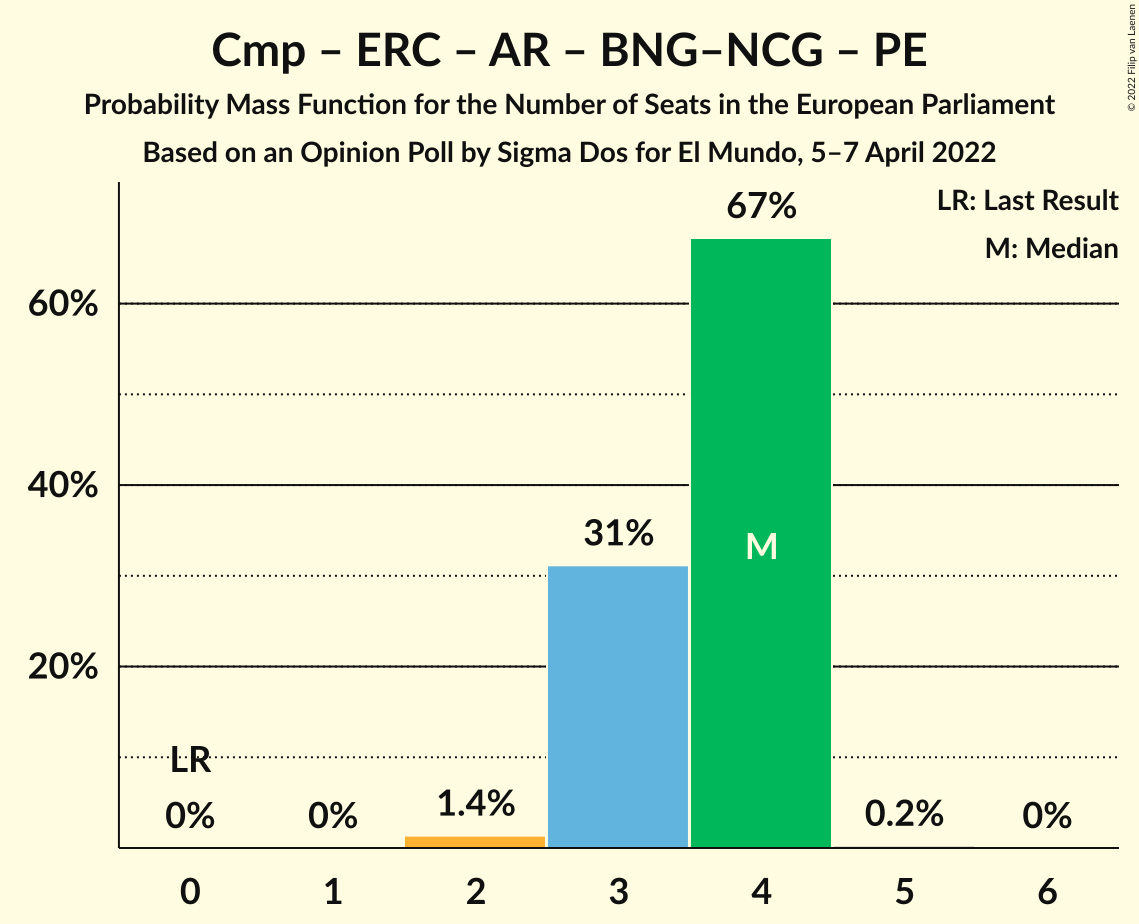 Cmp – ERC – AR – BNG–NCG – PE
Probability Mass Function for the Number of Seats in the European Parliament
Based on an Opinion Poll by Sigma Dos for El Mundo, 5–7 April 2022
© 2022 Filip van Laenen
LR: Last Result
M: Median
67%
60%
40%
31%
M
20%
LR
0%
0%
1.4%
0.2%
0%
0 1 2 3 4 5 6